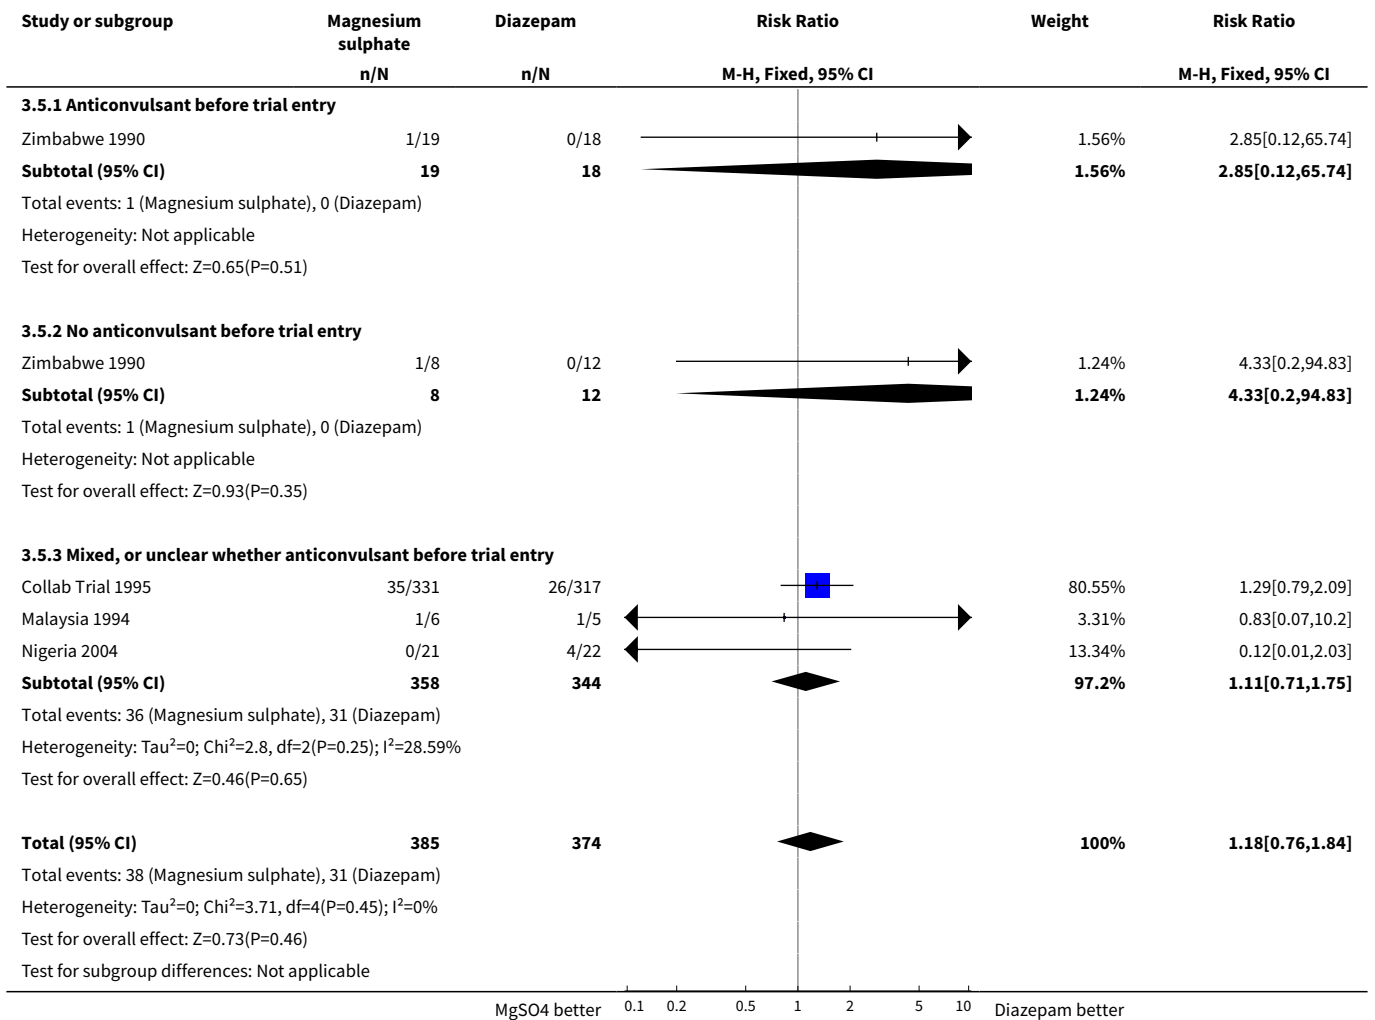 Study or subgroup Magnesium sulphate Diazepam Risk Ratio Weight Risk Ratio
n/N n/N M-H, Fixed, 95% CI M-H, Fixed, 95% CI
3.5.1 Anticonvulsant before trial entry
Zimbabwe 1990 1/19 0/18 1.56% 2.85[0.12,65.74]
Subtotal (95% CI) 19 18 1.56% 2.85[0.12,65.74]
Total events: 1 (Magnesium sulphate), 0 (Diazepam)
Heterogeneity: Not applicable
Test for overall effect: Z=0.65(P=0.51)
3.5.2 No anticonvulsant before trial entry
Zimbabwe 1990 1/8 0/12 1.24% 4.33[0.2,94.83]
Subtotal (95% CI) 8 12 1.24% 4.33[0.2,94.83]
Total events: 1 (Magnesium sulphate), 0 (Diazepam)
Heterogeneity: Not applicable
Test for overall effect: Z=0.93(P=0.35)
3.5.3 Mixed, or unclear whether anticonvulsant before trial entry
Collab Trial 1995 35/331 26/317 80.55% 1.29[0.79,2.09]
Malaysia 1994 1/6 1/5 3.31% 0.83[0.07,10.2]
Nigeria 2004 0/21 4/22 13.34% 0.12[0.01,2.03]
Subtotal (95% CI) 358 344 97.2% 1.11[0.71,1.75]
Total events: 36 (Magnesium sulphate), 31 (Diazepam)
Heterogeneity: Tau²=0; Chi²=2.8, df=2(P=0.25); I²=28.59%
Test for overall effect: Z=0.46(P=0.65)
Total (95% CI) 385 374 100% 1.18[0.76,1.84]
Total events: 38 (Magnesium sulphate), 31 (Diazepam)
Heterogeneity: Tau²=0; Chi²=3.71, df=4(P=0.45); I²=0%
Test for overall effect: Z=0.73(P=0.46)
Test for subgroup differences: Not applicable
MgSO4 better 0.1 0.2 0.5 1 2 5 10 Diazepam better